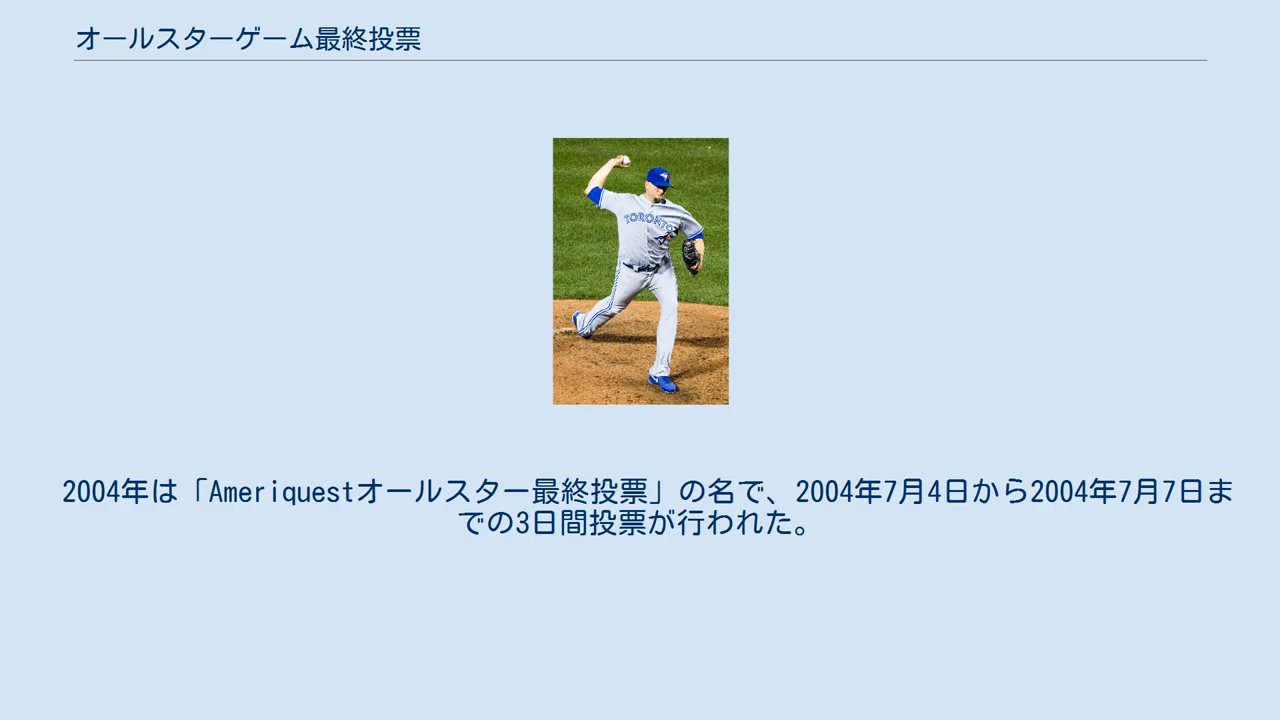 オールスターゲーム最終投票
TORONTO
2004年は「Ameriquestオールスター最終投票」の名で、2004年7月4日から2004年7月7日ま
での3日間投票が行われた。